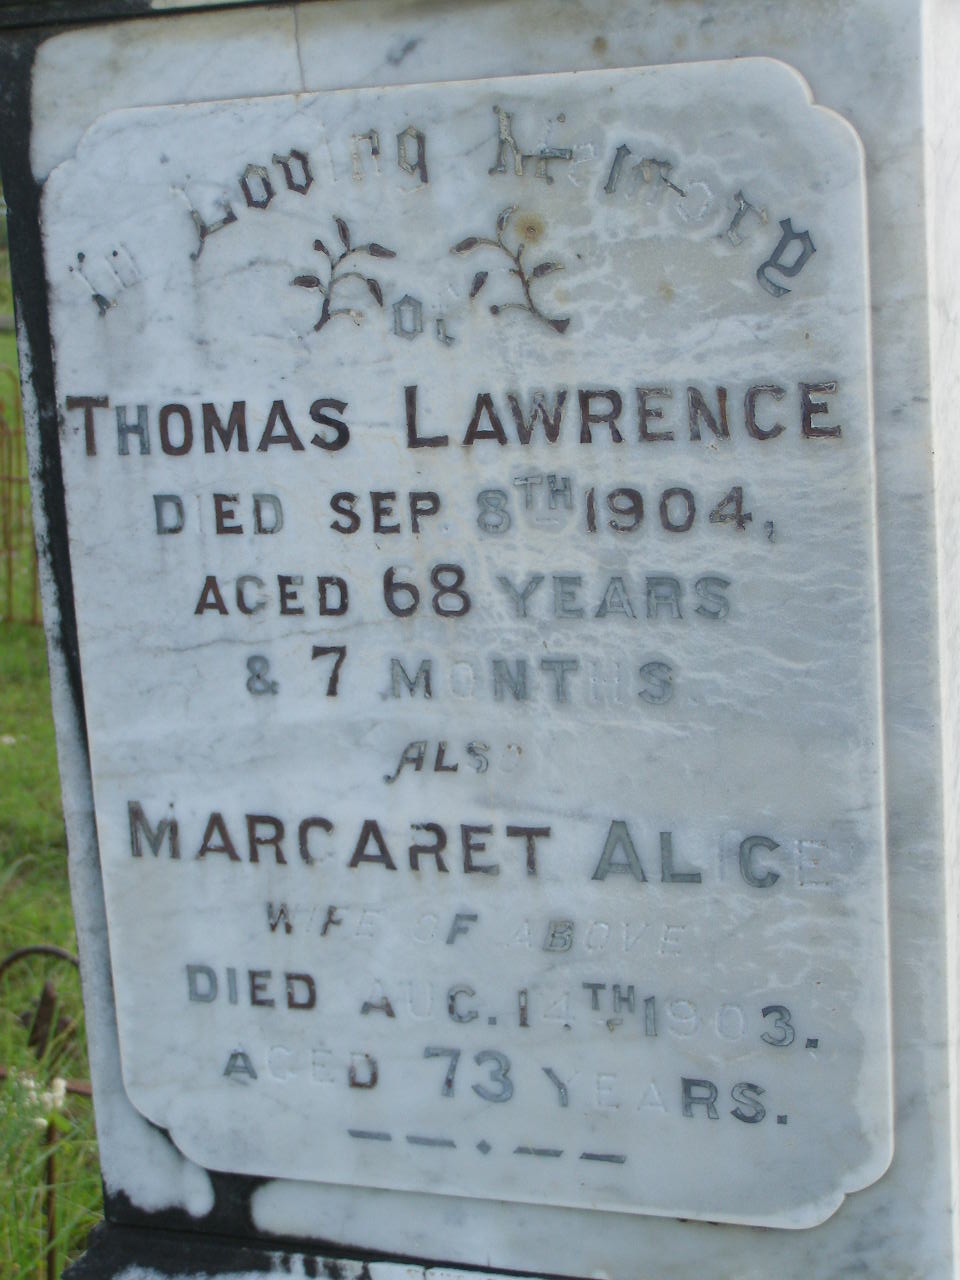 In Loving Memory
OF
THOMAS LAWRENCE
DIED SEP. 8TH 1904,
AGED 68 YEARS
& 7 MONTHS.
ALSO
MARGARET ALICE
WIFE OF ABOVE
DIED AUG. 14TH 1903.
AGED 73 YEARS.